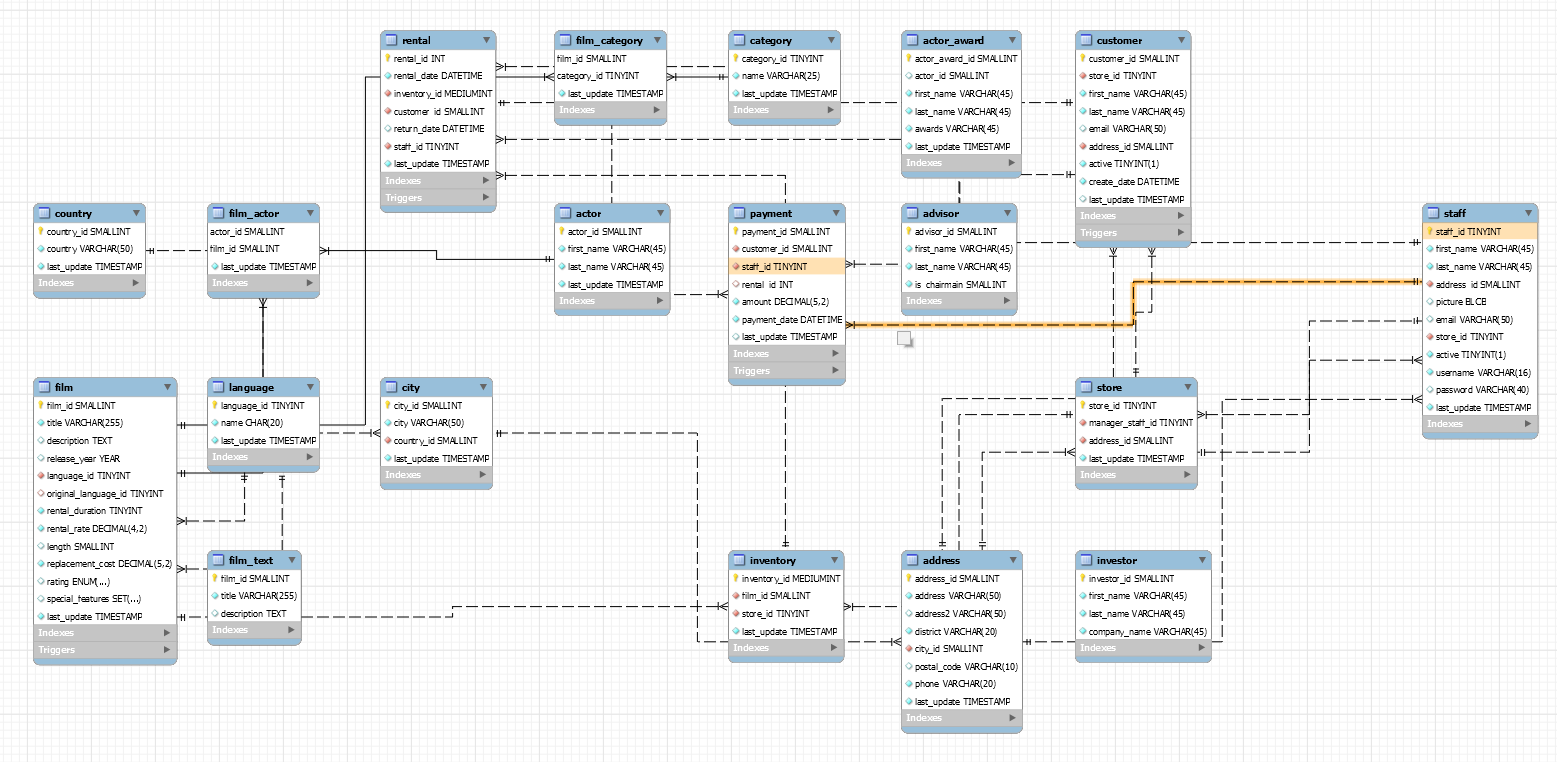 rental
rental_id INT
rental_date DATETIME
inventory_id MEDIUMINT
customer_id SMALLINT
return_date DATETIME
staff_id TINYINT
last_update TIMESTAMP
Indexes
Triggers
film_category
film_id SMALLINT
category_id TINYINT
last_update TIMESTAMP
Indexes
category
category_id TINYINT
name VARCHAR(25)
last_update TIMESTAMP
Indexes
actor_award
actor_award_id SMALLINT
actor_id SMALLINT
first_name VARCHAR(45)
last_name VARCHAR(45)
awards VARCHAR(45)
last_update TIMESTAMP
Indexes
customer
customer_id SMALLINT
store_id TINYINT
first_name VARCHAR(45)
last_name VARCHAR(45)
email VARCHAR(50)
address_id SMALLINT
active TINYINT(1)
create_date DATETIME
last_update TIMESTAMP
Indexes
Triggers
country
country_id SMALLINT
country VARCHAR(50)
last_update TIMESTAMP
Indexes
film_actor
actor_id SMALLINT
film_id SMALLINT
last_update TIMESTAMP
Indexes
actor
actor_id SMALLINT
first_name VARCHAR(45)
last_name VARCHAR(45)
last_update TIMESTAMP
Indexes
payment
payment_id SMALLINT
customer_id SMALLINT
staff_id TINYINT
rental_id INT
amount DECIMAL(5,2)
payment_date DATETIME
last_update TIMESTAMP
Indexes
Triggers
advisor
advisor_id SMALLINT
first_name VARCHAR(45)
last_name VARCHAR(45)
is_chairmain SMALLINT
Indexes
staff
staff_id TINYINT
first_name VARCHAR(45)
last_name VARCHAR(45)
address_id SMALLINT
picture BLOB
email VARCHAR(50)
store_id TINYINT
active TINYINT(1)
username VARCHAR(16)
password VARCHAR(40)
last_update TIMESTAMP
Indexes
film
film_id SMALLINT
title VARCHAR(255)
description TEXT
release_year YEAR
language_id TINYINT
original_language_id TINYINT
rental_duration TINYINT
rental_rate DECIMAL(4,2)
length SMALLINT
replacement_cost DECIMAL(5,2)
rating ENUM(...)
special_features SET(...)
last_update TIMESTAMP
Indexes
Triggers
language
language_id TINYINT
name CHAR(20)
last_update TIMESTAMP
Indexes
city
city_id SMALLINT
city VARCHAR(50)
country_id SMALLINT
last_update TIMESTAMP
Indexes
store
store_id TINYINT
manager_staff_id TINYINT
address_id SMALLINT
last_update TIMESTAMP
Indexes
film_text
film_id SMALLINT
title VARCHAR(255)
description TEXT
Indexes
inventory
inventory_id MEDIUMINT
film_id SMALLINT
store_id TINYINT
last_update TIMESTAMP
Indexes
address
address_id SMALLINT
address VARCHAR(50)
address2 VARCHAR(50)
district VARCHAR(20)
city_id SMALLINT
postal_code VARCHAR(10)
phone VARCHAR(20)
last_update TIMESTAMP
Indexes
investor
investor_id SMALLINT
first_name VARCHAR(45)
last_name VARCHAR(45)
company_name VARCHAR(45)
Indexes